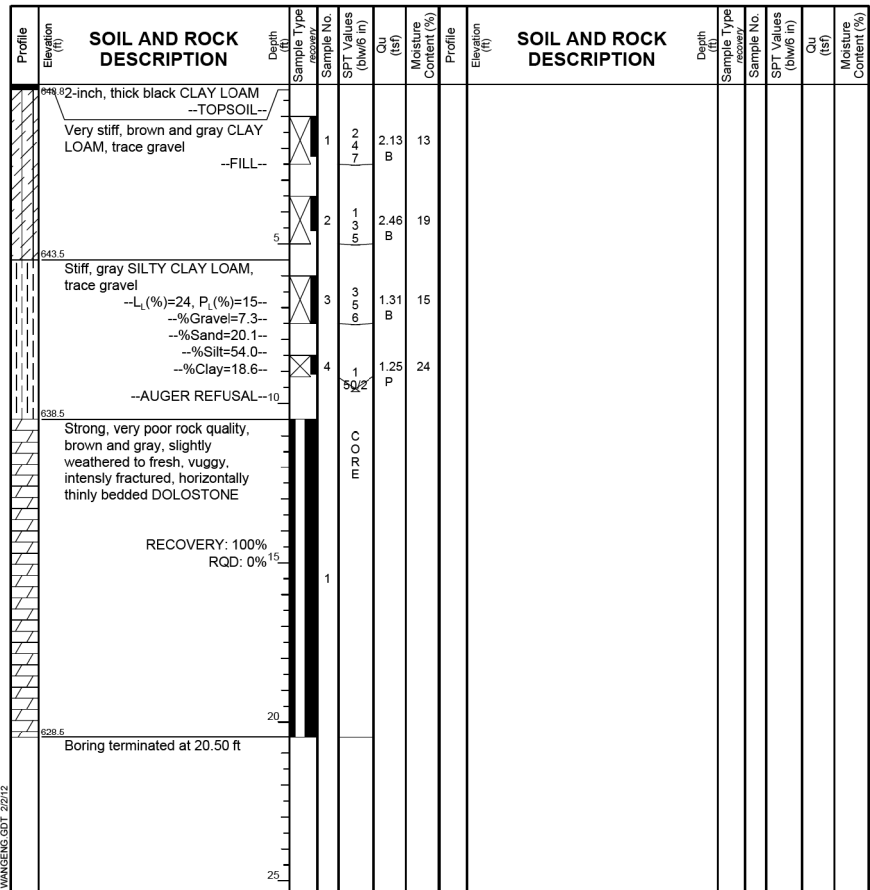 Profile
Elevation
(ft)
SOIL AND ROCK
DESCRIPTION
Depth
(ft)
Sample Type
recovery
Sample No.
SPT Values
(blw/6 in)
Qu
(tsf)
Moisture
Content (%)
Profile
Elevation
(ft)
SOIL AND ROCK
DESCRIPTION
Depth
(ft)
Sample Type
recovery
Sample No.
SPT Values
(blw/6 in)
Qu
(tsf)
Moisture
Content (%)
648.8 2-inch, thick black CLAY LOAM
--TOPSOIL--
Very stiff, brown and gray CLAY
LOAM, trace gravel
--FILL--
1
2
4
7
2.13
B
13
2
1
3
5
2.46
B
19
5
643.5
Stiff, gray SILTY CLAY LOAM,
trace gravel
--LL(%)=24, PL(%)=15--
--%Gravel=7.3--
--%Sand=20.1--
--%Silt=54.0--
--%Clay=18.6--
--AUGER REFUSAL--
3
3
5
6
1.31
B
15
4
1
50/2
1.25
P
24
10
638.5
Strong, very poor rock quality,
brown and gray, slightly
weathered to fresh, vuggy,
intensly fractured, horizontally
thinly bedded DOLOSTONE
RECOVERY: 100%
RQD: 0%
15
1
C
O
R
E
20
628.5
Boring terminated at 20.50 ft
25
WANGENG.GDT 2/2/12